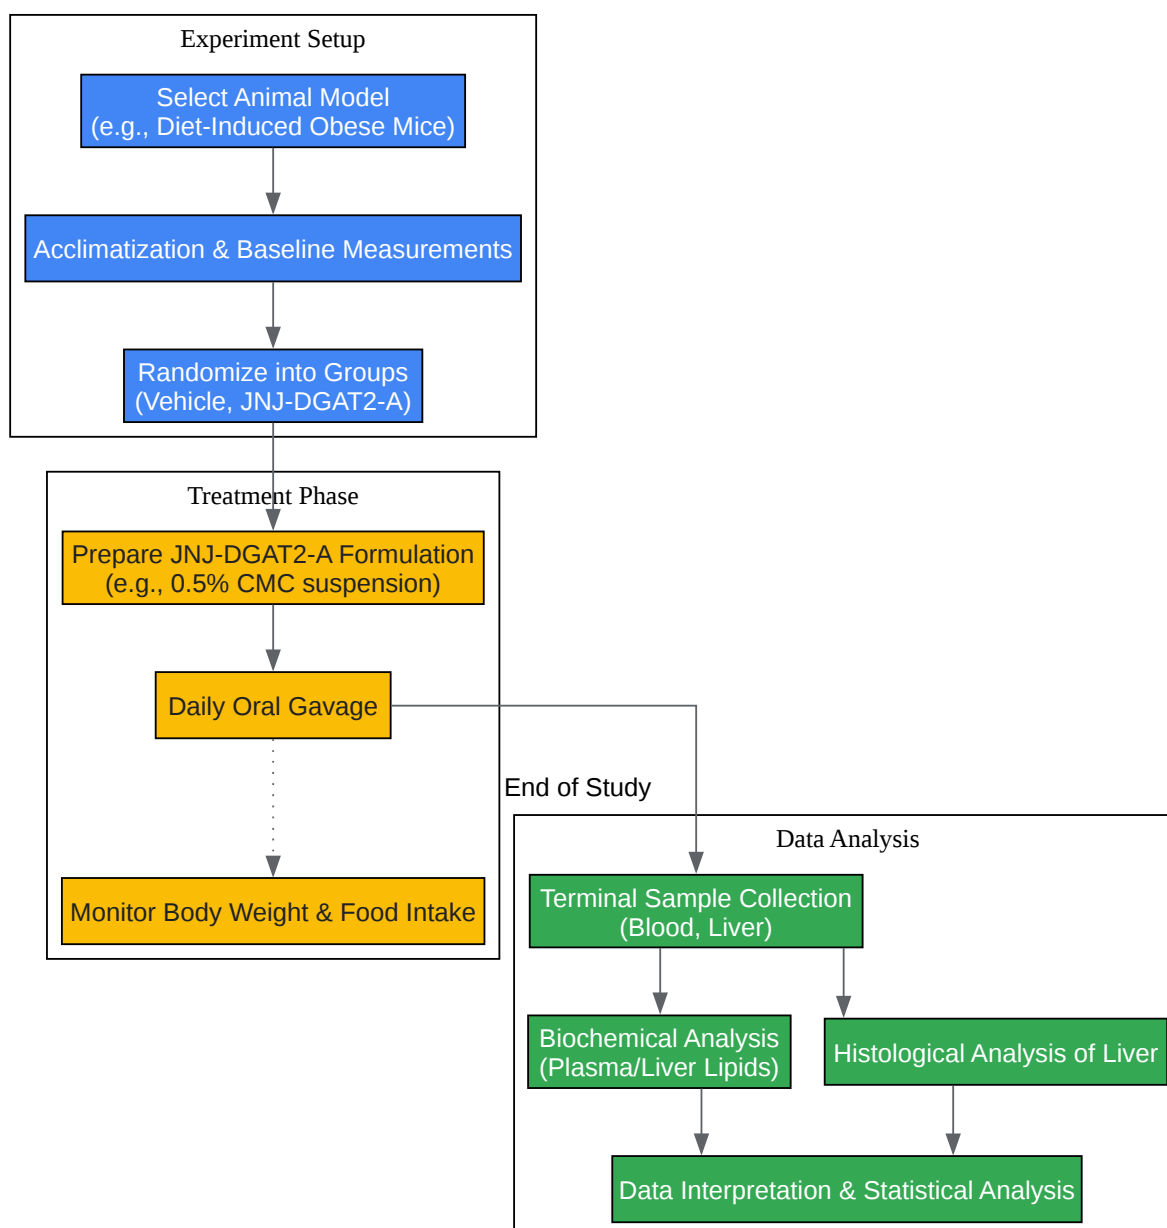 Experiment Setup
Select Animal Model
(e.g., Diet-Induced Obese Mice)
Acclimatization & Baseline Measurements
Randomize into Groups
(Vehicle, JNJ-DGAT2-A)
Treatment Phase
Prepare JNJ-DGAT2-A Formulation
(e.g., 0.5% CMC suspension)
Daily Oral Gavage
Monitor Body Weight & Food Intake
End of Study
Data Analysis
Terminal Sample Collection
(Blood, Liver)
Biochemical Analysis
(Plasma/Liver Lipids)
Histological Analysis of Liver
Data Interpretation & Statistical Analysis